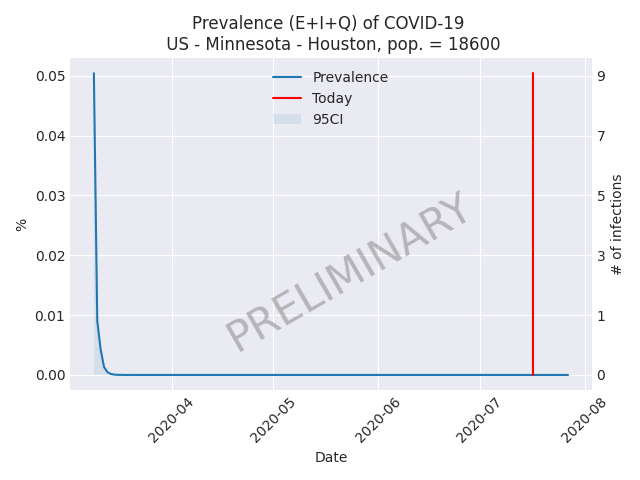 Prevalence (E+I+Q) of COVID-19
US - Minnesota - Houston, pop. = 18600
Prevalence
Today
95CI
0.05
0.04
0.03
0.02
0.01
0.00
%
9
7
5
3
1
0
# of infections
PRELIMINARY
2020-04
2020-05
2020-06
2020-07
2020-08
Date